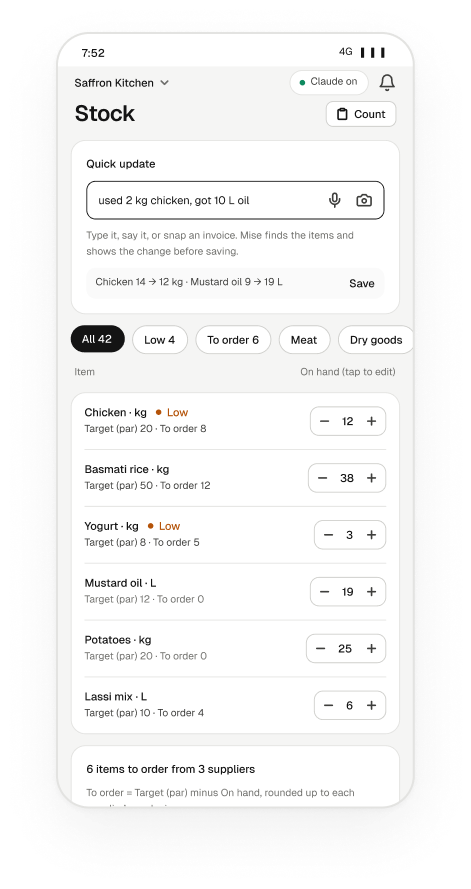 7:52
4G
Saffron Kitchen
Claude on
Stock
Count
Quick update
used 2 kg chicken, got 10 L oil
Type it, say it, or snap an invoice. Mise finds the items and
shows the change before saving.
Chicken 14 → 12 kg · Mustard oil 9 → 19 L
Save
All 42
Low 4
To order 6
Meat
Dry goods
Item
On hand (tap to edit)
Chicken · kg
Low
Target (par) 20 · To order 8
− 12 +
Basmati rice · kg
Target (par) 50 · To order 12
− 38 +
Yogurt · kg
Low
Target (par) 8 · To order 5
− 3 +
Mustard oil · L
Target (par) 12 · To order 0
− 19 +
Potatoes · kg
Target (par) 20 · To order 0
− 25 +
Lassi mix · L
Target (par) 10 · To order 4
− 6 +
6 items to order from 3 suppliers
To order = Target (par) minus On hand, rounded up to each